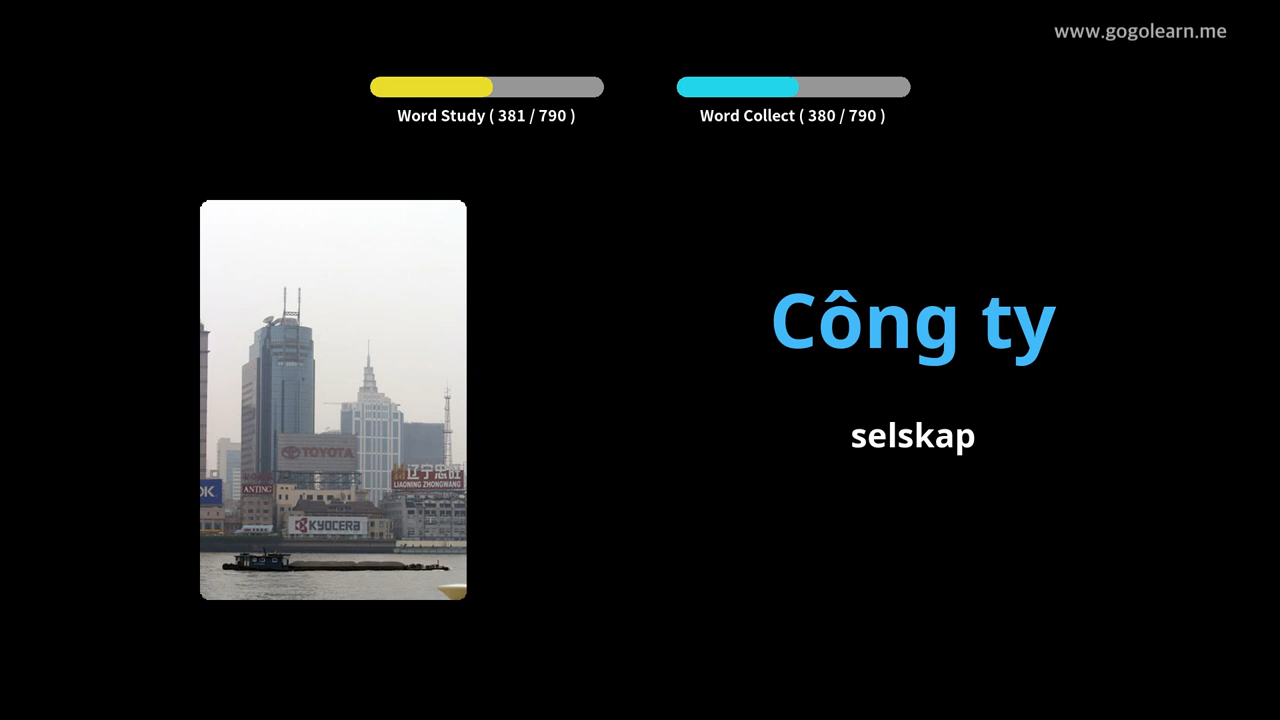 www.gogolearn.me
Word Study ( 381 / 790 )
Word Collect ( 380 / 790 )
Công ty
selskap
TOYOTA
辽宁忠旺
LIAONING ZHONGWANG
ANTING
KYOCERA